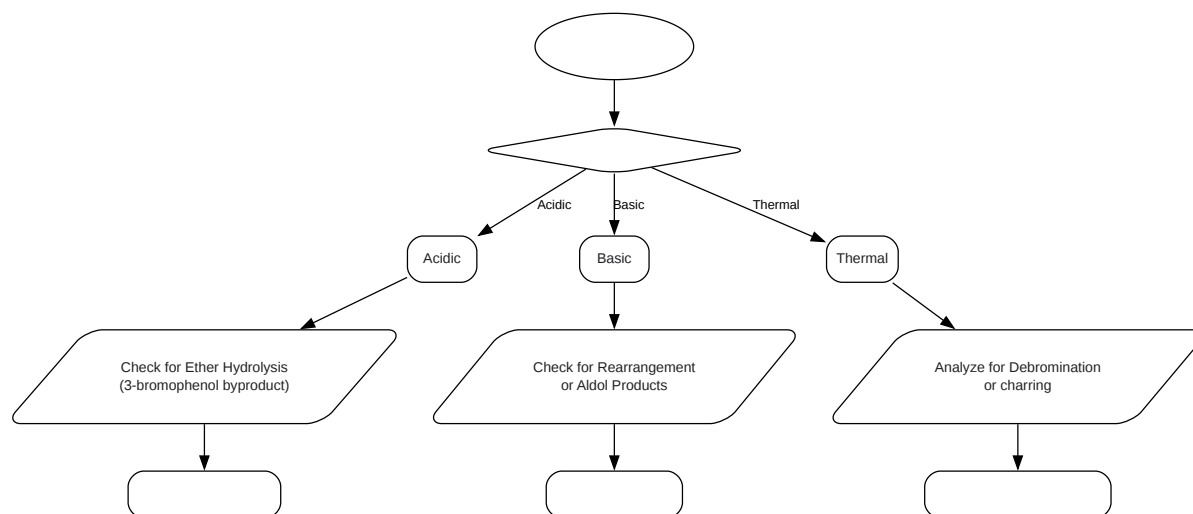 Acidic
Basic
Thermal
Acidic
Basic
Thermal
Check for Ether Hydrolysis
(3-bromophenol byproduct)
Check for Rearrangement
or Aldol Products
Analyze for Debromination
or charring